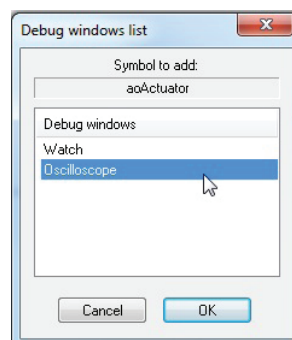 Debug windows list
Symbol to add:
aoActuator
Debug windows
Watch
Oscilloscope
Cancel
OK